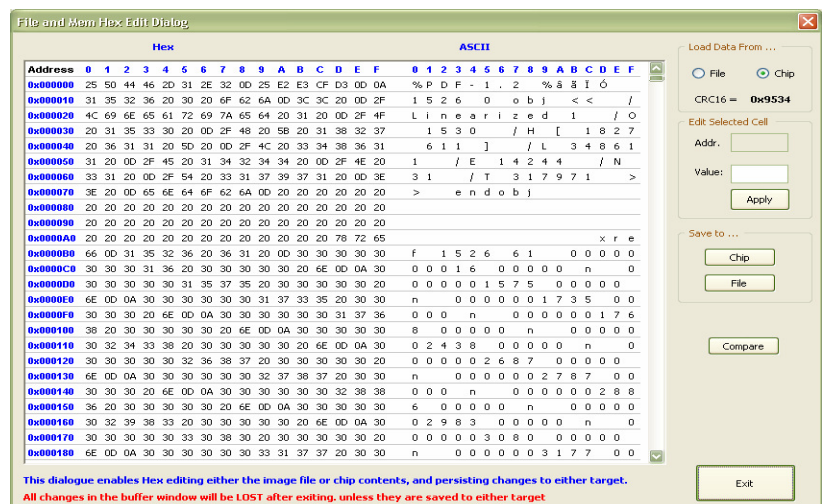 File and Mem Hex Edit Dialog
Hex ASCII
Address 0 1 2 3 4 5 6 7 8 9 A B C D E F 0 1 2 3 4 5 6 7 8 9 A B C D E F
0x000000 25 50 44 46 2D 31 2E 32 0D 25 E2 E3 CF D3 0D 0A % P D F - 1 . 2 % â ã Ï Ó
0x000010 31 35 32 36 20 30 20 6F 62 6A 0D 3C 3C 20 0D 2F 1 5 2 6 0 o b j < < /
0x000020 4C 69 6E 65 61 72 69 7A 65 64 20 31 20 0D 2F 4F L i n e a r i z e d 1 / O
0x000030 20 31 35 33 30 20 0D 2F 48 20 5B 20 31 38 32 37 1 5 3 0 / H [ 1 8 2 7
0x000040 20 36 31 31 20 5D 20 0D 2F 4C 20 33 34 38 36 31 6 1 1 ] / L 3 4 8 6 1
0x000050 31 20 0D 2F 45 20 31 34 32 34 34 20 0D 2F 4E 20 1 / E 1 4 2 4 4 / N
0x000060 33 31 20 0D 2F 54 20 33 31 37 39 37 31 20 0D 3E 3 1 / T 3 1 7 9 7 1 >
0x000070 3E 20 0D 65 6E 64 6F 62 6A 0D 20 20 20 20 20 20 > e n d o b j
0x000080 20 20 20 20 20 20 20 20 20 20 20 20 20 20 20 20
0x000090 20 20 20 20 20 20 20 20 20 20 20 20 20 20 20 20
0x0000A0 20 20 20 20 20 20 20 20 20 20 20 20 20 78 72 65 x r e
0x0000B0 66 0D 31 35 32 36 20 36 31 20 0D 30 30 30 30 30 f 1 5 2 6 6 1 0 0 0 0 0
0x0000C0 30 30 30 31 36 20 30 30 30 30 30 20 6E 0D 0A 30 0 0 0 1 6 0 0 0 0 0 n 0
0x0000D0 30 30 30 30 30 31 35 37 35 20 30 30 30 30 30 20 0 0 0 0 0 1 5 7 5 0 0 0 0 0
0x0000E0 6E 0D 0A 30 30 30 30 30 30 31 37 33 35 20 30 30 n 0 0 0 0 0 0 1 7 3 5 0 0
0x0000F0 30 30 30 20 6E 0D 0A 30 30 30 30 30 30 31 37 36 0 0 0 n 0 0 0 0 0 0 1 7 6
0x000100 38 20 30 30 30 30 30 20 6E 0D 0A 30 30 30 30 30 8 0 0 0 0 0 n 0 0 0 0 0
0x000110 30 32 34 33 38 20 30 30 30 30 30 20 6E 0D 0A 30 0 2 4 3 8 0 0 0 0 0 n 0
0x000120 30 30 30 30 30 32 36 38 37 20 30 30 30 30 30 20 0 0 0 0 0 2 6 8 7 0 0 0 0 0
0x000130 6E 0D 0A 30 30 30 30 30 30 32 37 38 37 20 30 30 n 0 0 0 0 0 0 2 7 8 7 0 0
0x000140 30 30 30 20 6E 0D 0A 30 30 30 30 30 30 32 38 38 0 0 0 n 0 0 0 0 0 0 2 8 8
0x000150 36 20 30 30 30 30 30 20 6E 0D 0A 30 30 30 30 30 6 0 0 0 0 0 n 0 0 0 0 0
0x000160 30 32 39 38 33 20 30 30 30 30 30 20 6E 0D 0A 30 0 2 9 8 3 0 0 0 0 0 n 0
0x000170 30 30 30 30 30 33 30 38 30 20 30 30 30 30 30 20 0 0 0 0 0 3 0 8 0 0 0 0 0 0
0x000180 6E 0D 0A 30 30 30 30 30 30 33 31 37 37 20 30 30 n 0 0 0 0 0 0 3 1 7 7 0 0
This dialogue enables Hex editing either the image file or chip contents, and persisting changes to either target.
All changes in the buffer window will be LOST after exiting, unless they are saved to either target
Load Data From ...
File Chip
CRC16 = 0x9534
Edit Selected Cell
Addr.
Value:
Apply
Save to ...
Chip
File
Compare
Exit